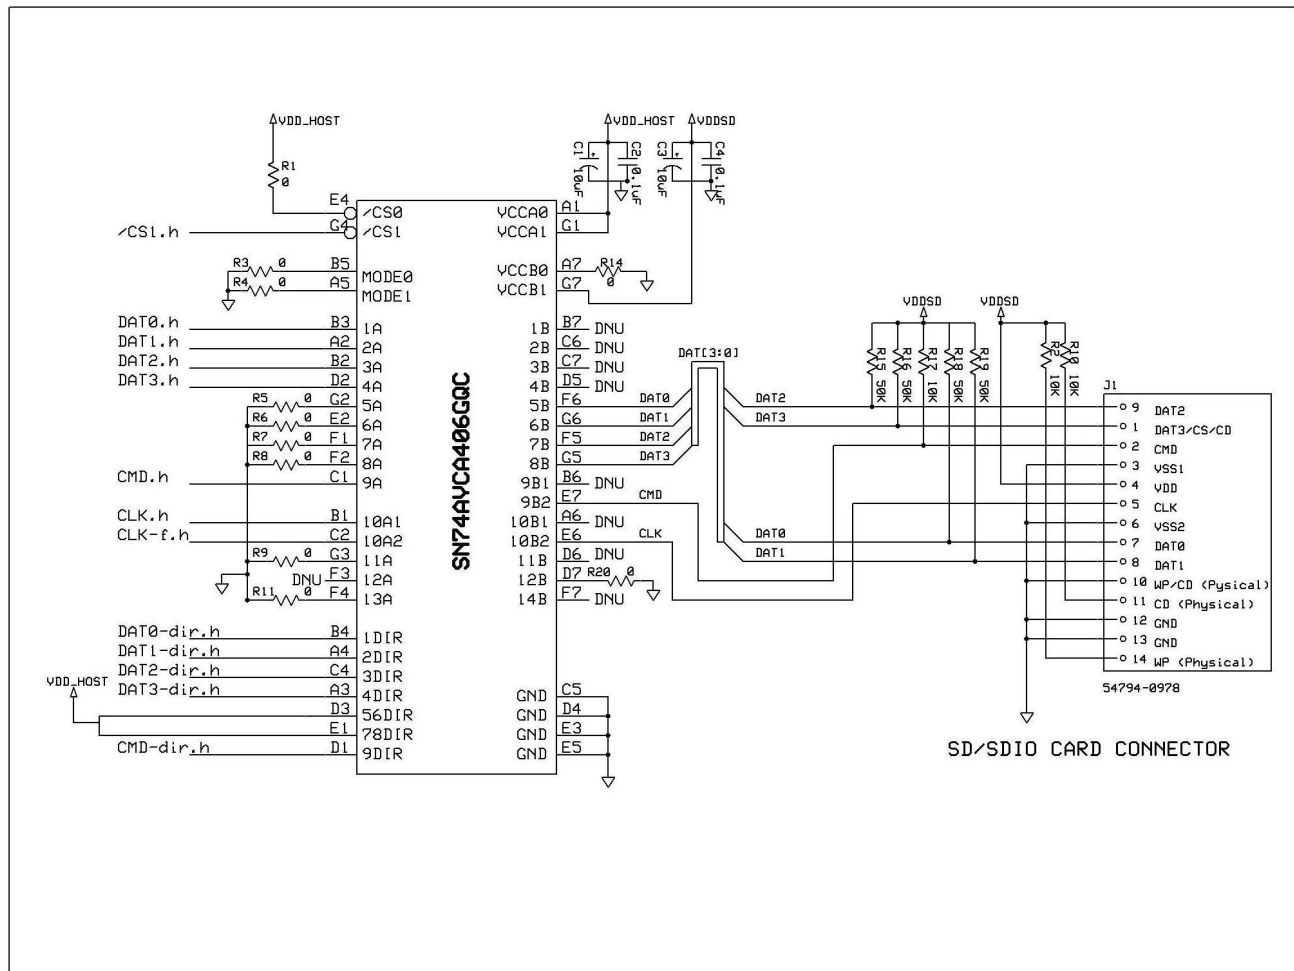 VDD_HOST
R1
0
E4
/CS0
G4
/CS1
/CS1.h
R3 0
B5
MODE0
R4 0
A5
MODE1
DAT0.h
B3
1A
DAT1.h
A2
2A
DAT2.h
B2
3A
DAT3.h
D2
4A
R5 0
G2
5A
R6 0
E2
6A
R7 0
F1
7A
R8 0
F2
8A
CMD.h
C1
9A
CLK.h
B1
10A1
CLK-f.h
C2
10A2
R9 0
G3
11A
DNU
F3
12A
R11 0
F4
13A
DAT0-dir.h
B4
1DIR
DAT1-dir.h
A4
2DIR
DAT2-dir.h
C4
3DIR
DAT3-dir.h
A3
4DIR
VDD_HOST
D3
56DIR
E1
78DIR
CMD-dir.h
D1
9DIR
SN74AVCA406GQC
VDD_HOST
VDDSD
C1
10uF
C2
0.1uF
C3
10uF
C4
0.1uF
VCCA0
A1
VCCA1
G1
VCCB0
A7
R14
0
VCCB1
G7
1B
B7
DNU
2B
C6
DNU
3B
C7
DNU
4B
D5
DNU
5B
F6
DAT0
6B
G6
DAT1
7B
F5
DAT2
8B
G5
DAT3
9B1
B6
DNU
9B2
E7
CMD
10B1
A6
DNU
10B2
E6
CLK
11B
D6
DNU
12B
D7
R20 0
14B
F7
DNU
GND
C5
GND
D4
GND
E3
GND
E5
DAT[3:0]
DAT2
DAT3
DAT0
DAT1
VDDSD
VDDSD
R15
50K
R16
50K
R17
10K
R18
50K
R19
50K
R2
10K
R10
10K
J1
9 DAT2
1 DAT3/CS/CD
2 CMD
3 VSS1
4 VDD
5 CLK
6 VSS2
7 DAT0
8 DAT1
10 WP/CD (Pysical)
11 CD (Physical)
12 GND
13 GND
14 WP (Physical)
54794-0978
SD/SDIO CARD CONNECTOR